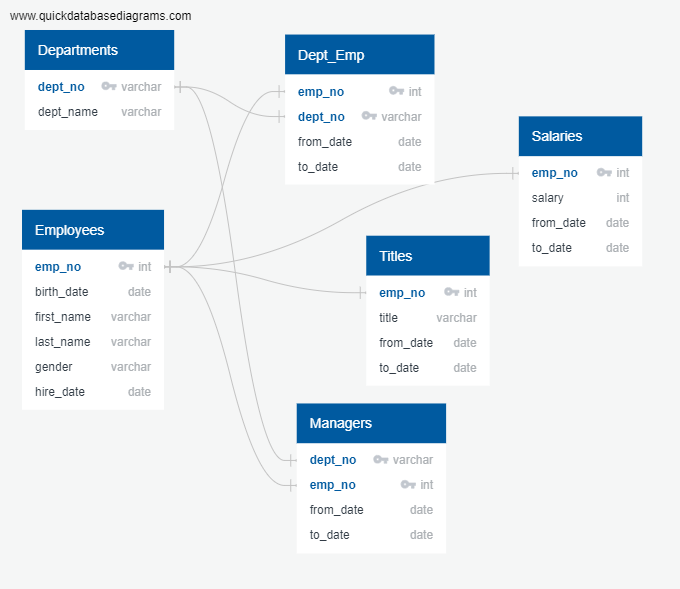 www.quickdatabasediagrams.com
Departments
dept_no varchar
dept_name varchar
Dept_Emp
emp_no int
dept_no varchar
from_date date
to_date date
Salaries
emp_no int
salary int
from_date date
to_date date
Employees
emp_no int
birth_date date
first_name varchar
last_name varchar
gender varchar
hire_date date
Titles
emp_no int
title varchar
from_date date
to_date date
Managers
dept_no varchar
emp_no int
from_date date
to_date date